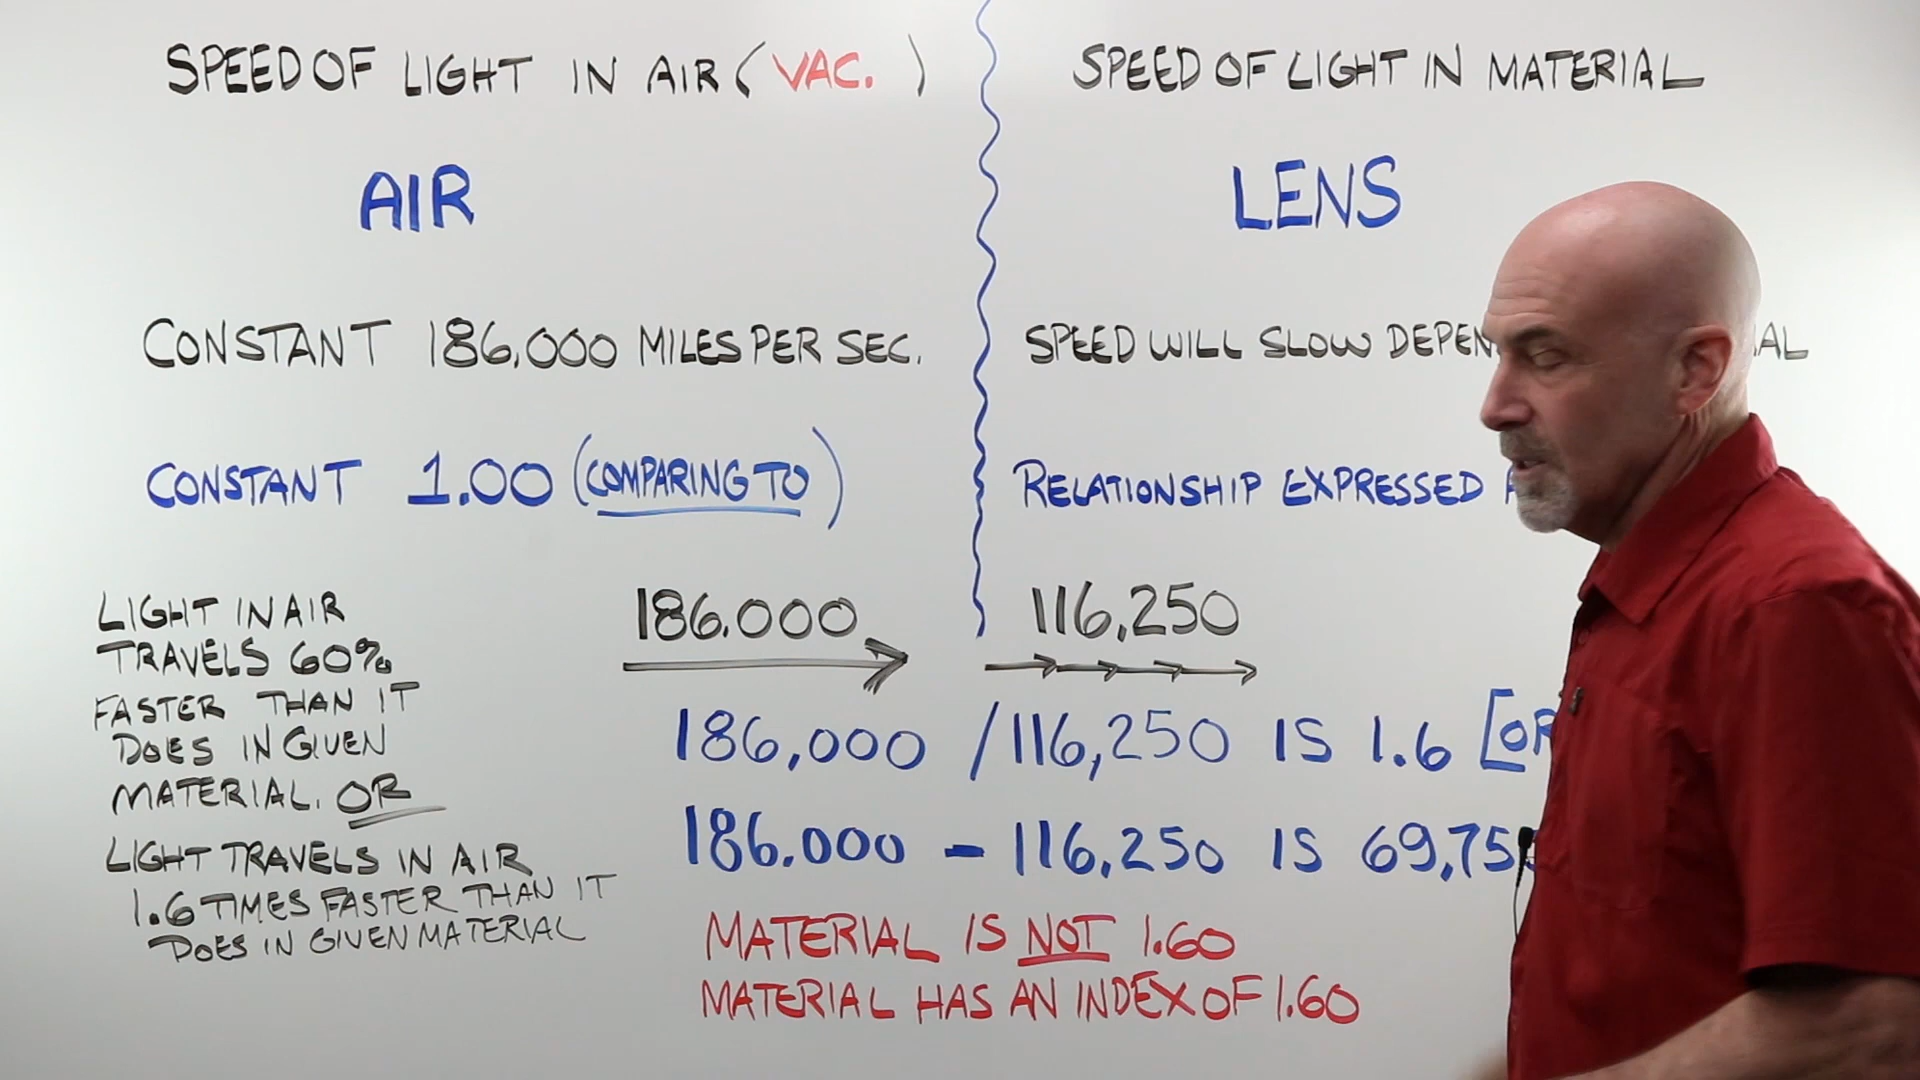 SPEED OF LIGHT IN AIR (VAC.)
AIR
CONSTANT 186,000 MILES PER SEC.
CONSTANT 1.00 (COMPARING TO)
LIGHT IN AIR
TRAVELS 60%
FASTER THAN IT
DOES IN GIVEN
MATERIAL. OR
LIGHT TRAVELS IN AIR
1.6 TIMES FASTER THAN IT
DOES IN GIVEN MATERIAL
SPEED OF LIGHT IN MATERIAL
LENS
SPEED WILL SLOW
RELATIONSHIP EXPRESSED
186.000 116,250
186,000 / 116,250 IS 1.6 [OR
186.000 - 116,250 IS 69,75
MATERIAL IS NOT 1.60
MATERIAL HAS AN INDEX OF 1.60